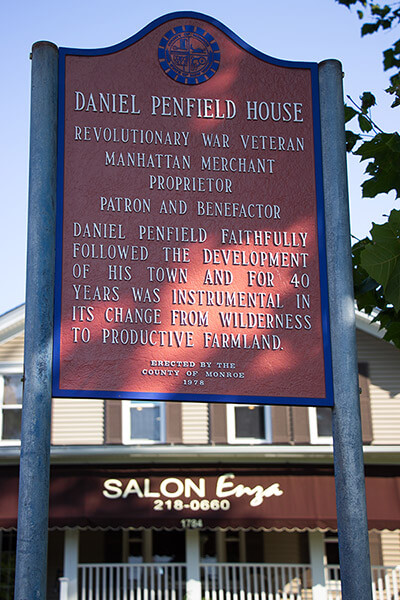 DANIEL PENFIELD HOUSE
REVOLUTIONARY WAR VETERAN
MANHATTAN MERCHANT
PROPRIETOR
PATRON AND BENEFACTOR
DANIEL PENFIELD FAITHFULLY
FOLLOWED THE DEVELOPMENT
OF HIS TOWN AND FOR 40
YEARS WAS INSTRUMENTAL IN
ITS CHANGE FROM WILDERNESS
TO PRODUCTIVE FARMLAND.
ERECTED BY THE
COUNTY OF MONROE
1978
SALON Enza
218-0660
1784